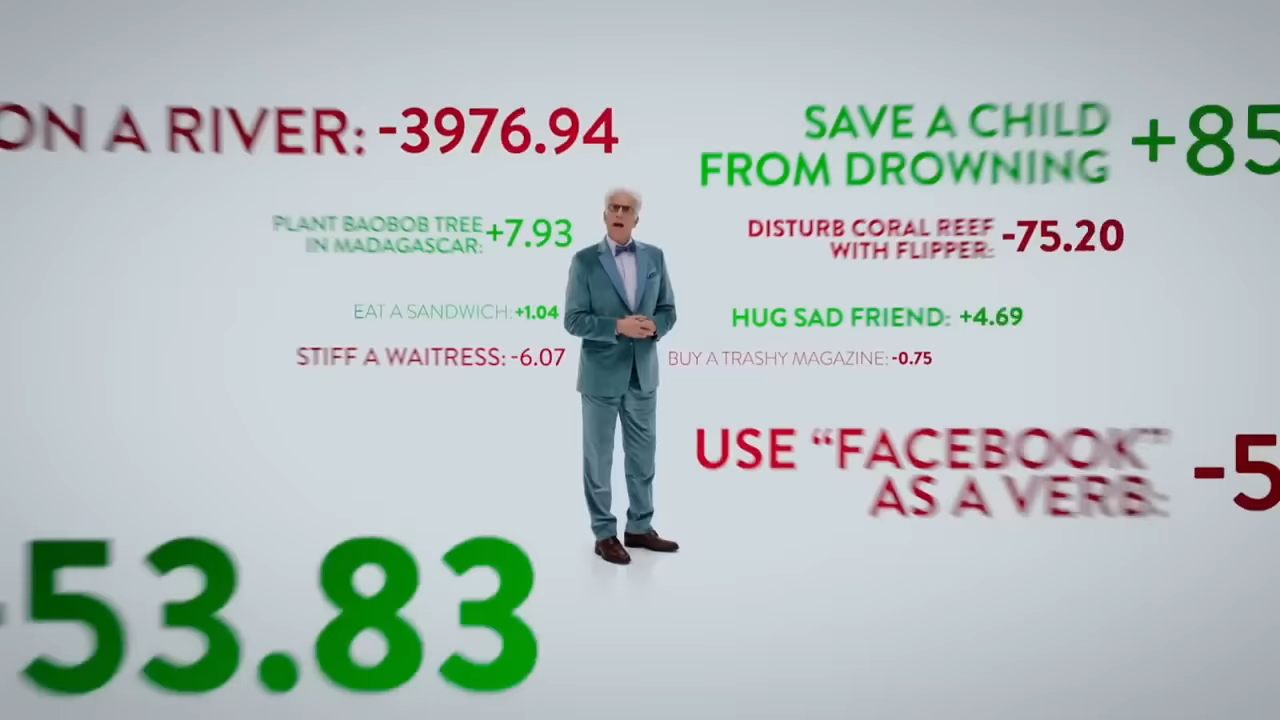 ON A RIVER: -3976.94
SAVE A CHILD
FROM DROWNING +85
PLANT BAOBOB TREE
IN MADAGASCAR: +7.93
DISTURB CORAL REEF
WITH FLIPPER: -75.20
EAT A SANDWICH: +1.04
HUG SAD FRIEND: +4.69
STIFF A WAITRESS: -6.07
BUY A TRASHY MAGAZINE: -0.75
USE “FACEBOOK”
AS A VERB: -5
53.83